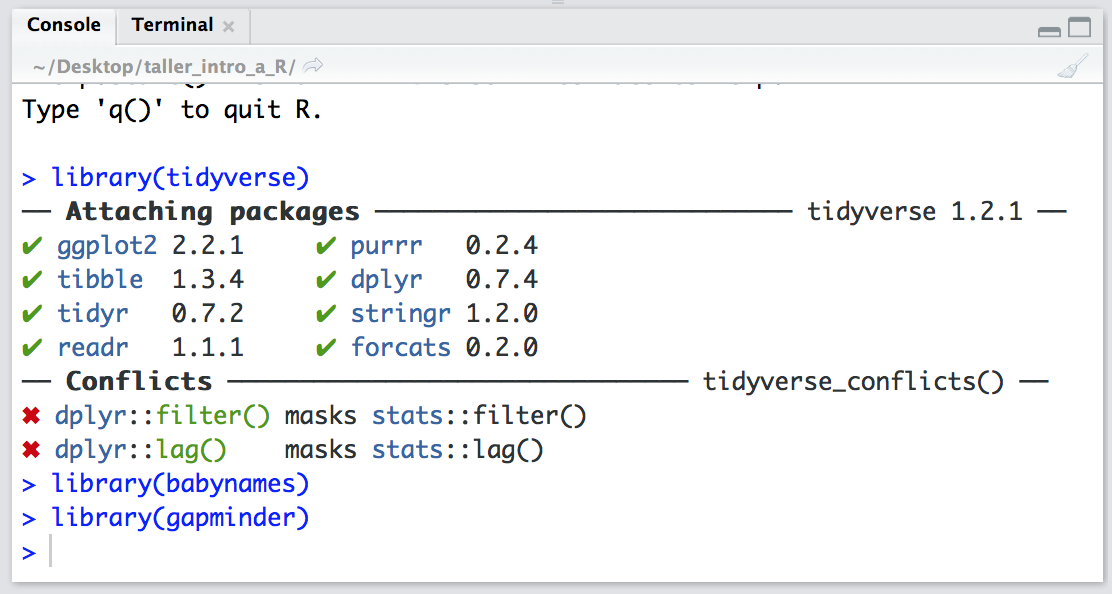 Console Terminal
~/Desktop/taller_intro_a_R/
Type 'q()' to quit R.
> library(tidyverse)
── Attaching packages ───────────────────────────── tidyverse 1.2.1 ──
✔ ggplot2 2.2.1     ✔ purrr   0.2.4
✔ tibble  1.3.4     ✔ dplyr   0.7.4
✔ tidyr   0.7.2     ✔ stringr 1.2.0
✔ readr   1.1.1     ✔ forcats 0.2.0
── Conflicts ──────────────────────────────── tidyverse_conflicts() ──
✖ dplyr::filter() masks stats::filter()
✖ dplyr::lag()    masks stats::lag()
> library(babynames)
> library(gapminder)
>